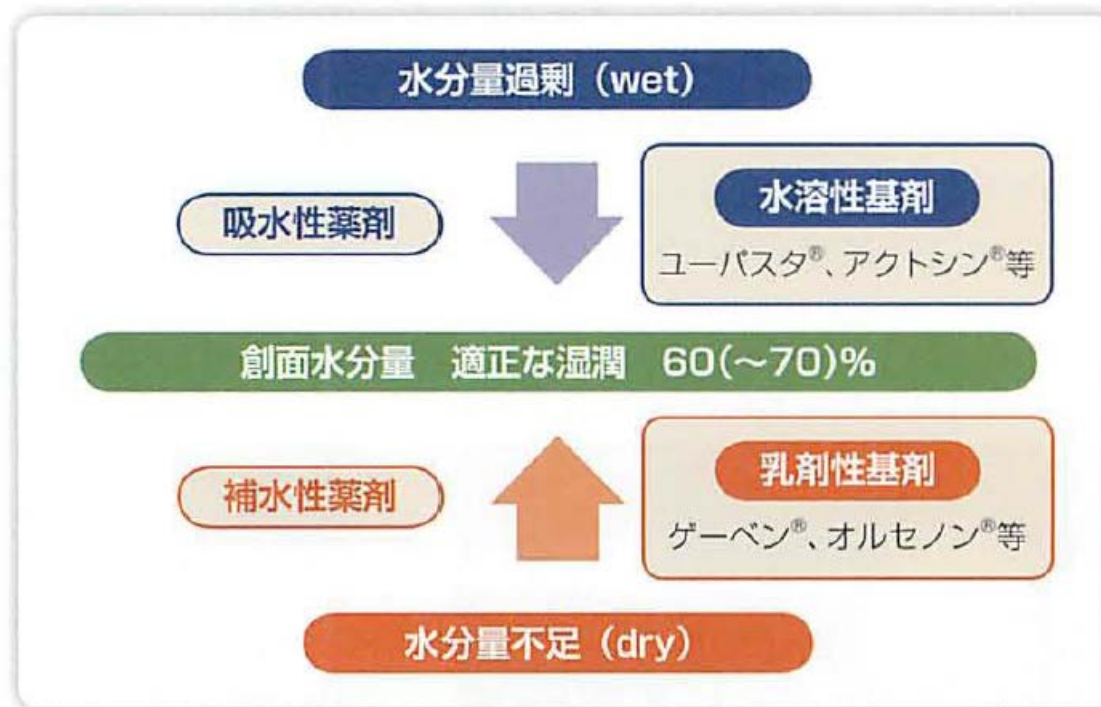 水分量過剰（wet）
吸水性薬剤
水溶性基剤
ユーパスタ®、アクトシン®等
創面水分量　適正な湿潤　60(〜70)%
補水性薬剤
乳剤性基剤
ゲーベン®、オルセノン®等
水分量不足（dry）